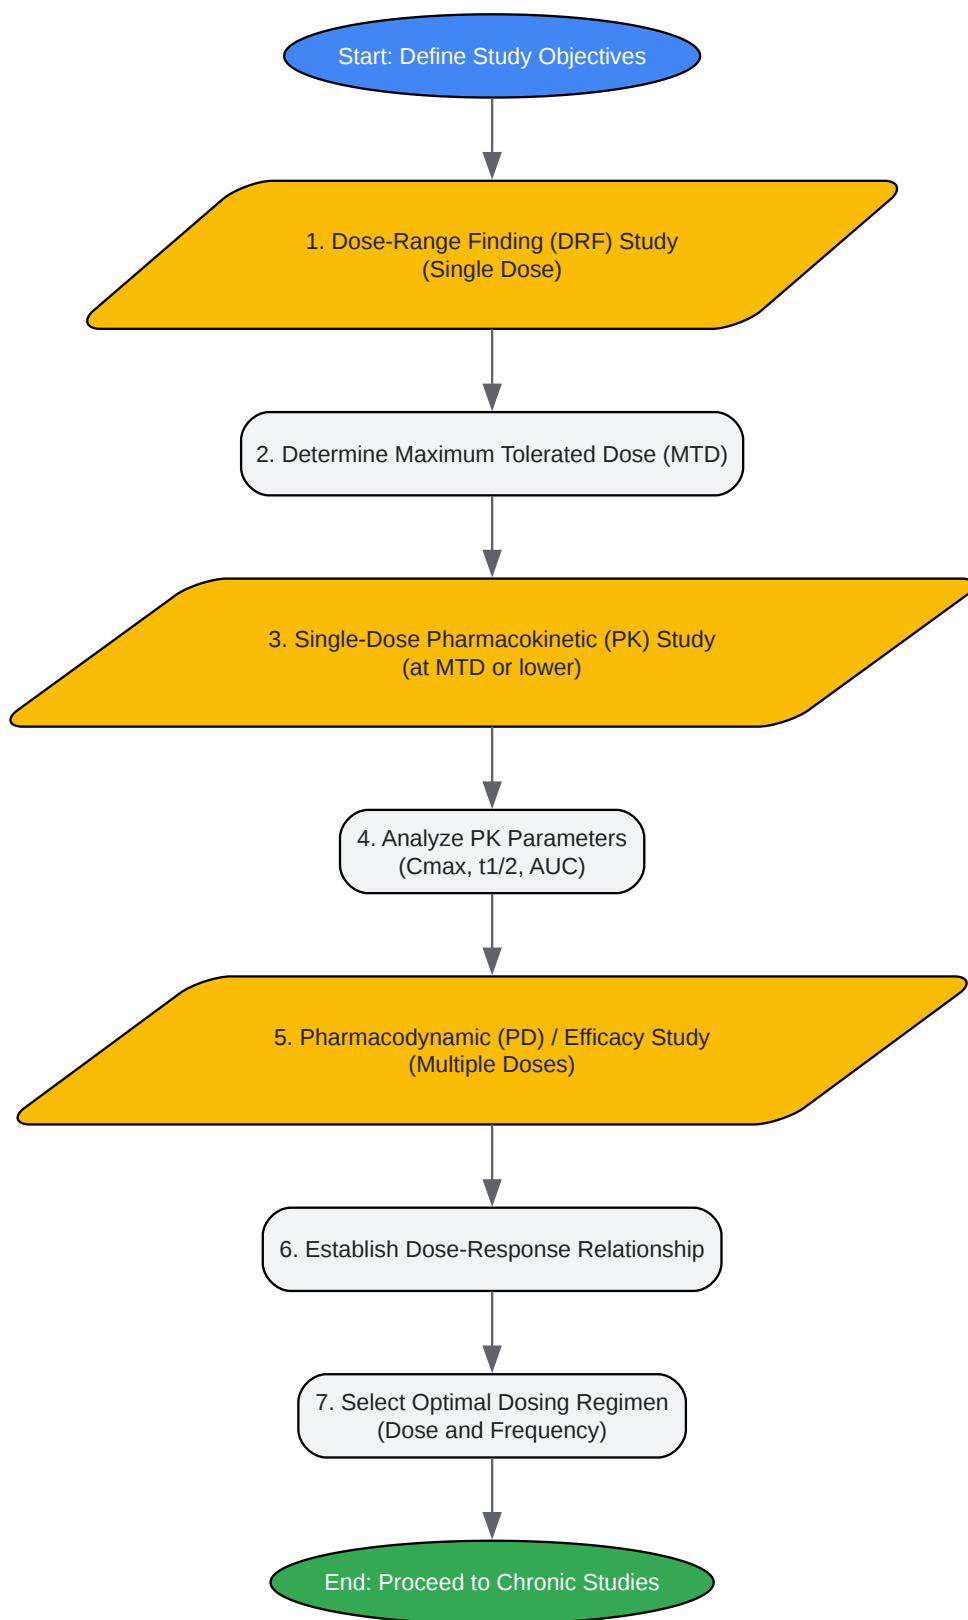 Start: Define Study Objectives
1. Dose-Range Finding (DRF) Study
(Single Dose)
2. Determine Maximum Tolerated Dose (MTD)
3. Single-Dose Pharmacokinetic (PK) Study
(at MTD or lower)
4. Analyze PK Parameters
(Cmax, t1/2, AUC)
5. Pharmacodynamic (PD) / Efficacy Study
(Multiple Doses)
6. Establish Dose-Response Relationship
7. Select Optimal Dosing Regimen
(Dose and Frequency)
End: Proceed to Chronic Studies